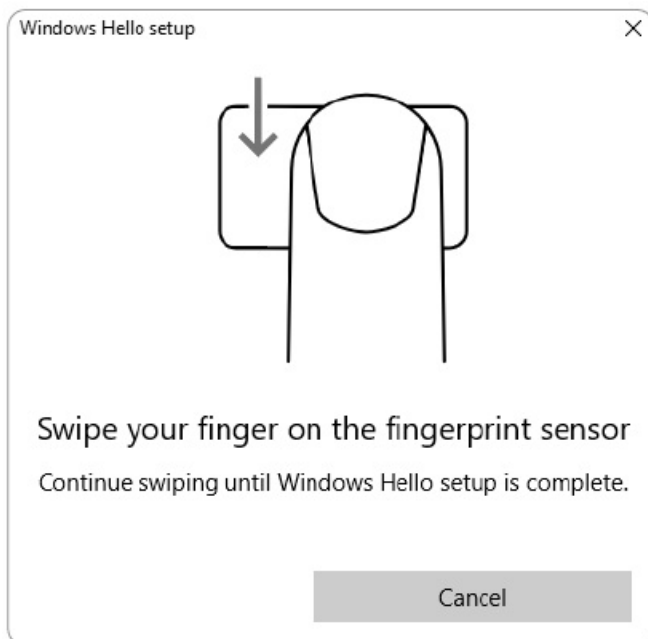 Windows Hello setup
Swipe your finger on the fingerprint sensor
Continue swiping until Windows Hello setup is complete.
Cancel